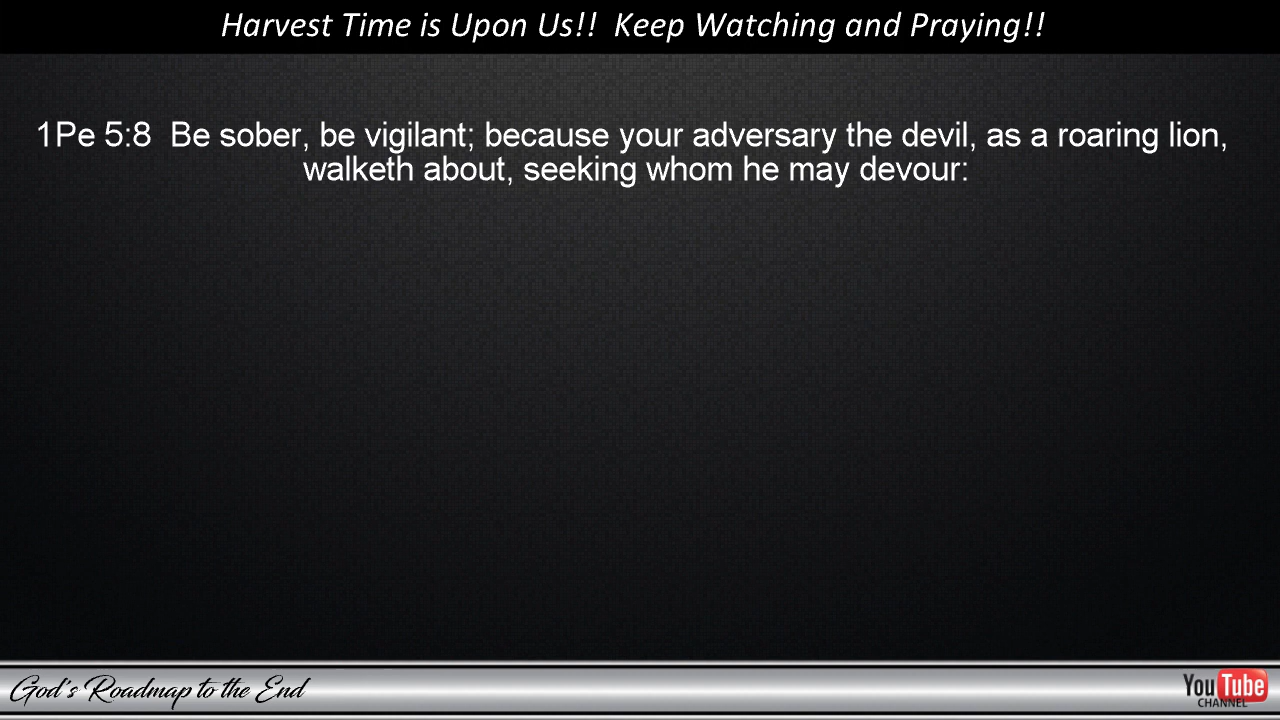 Harvest Time is Upon Us!!  Keep Watching and Praying!!
1Pe 5:8  Be sober, be vigilant; because your adversary the devil, as a roaring lion,
walketh about, seeking whom he may devour:
God's Roadmap to the End
YouTube
CHANNEL